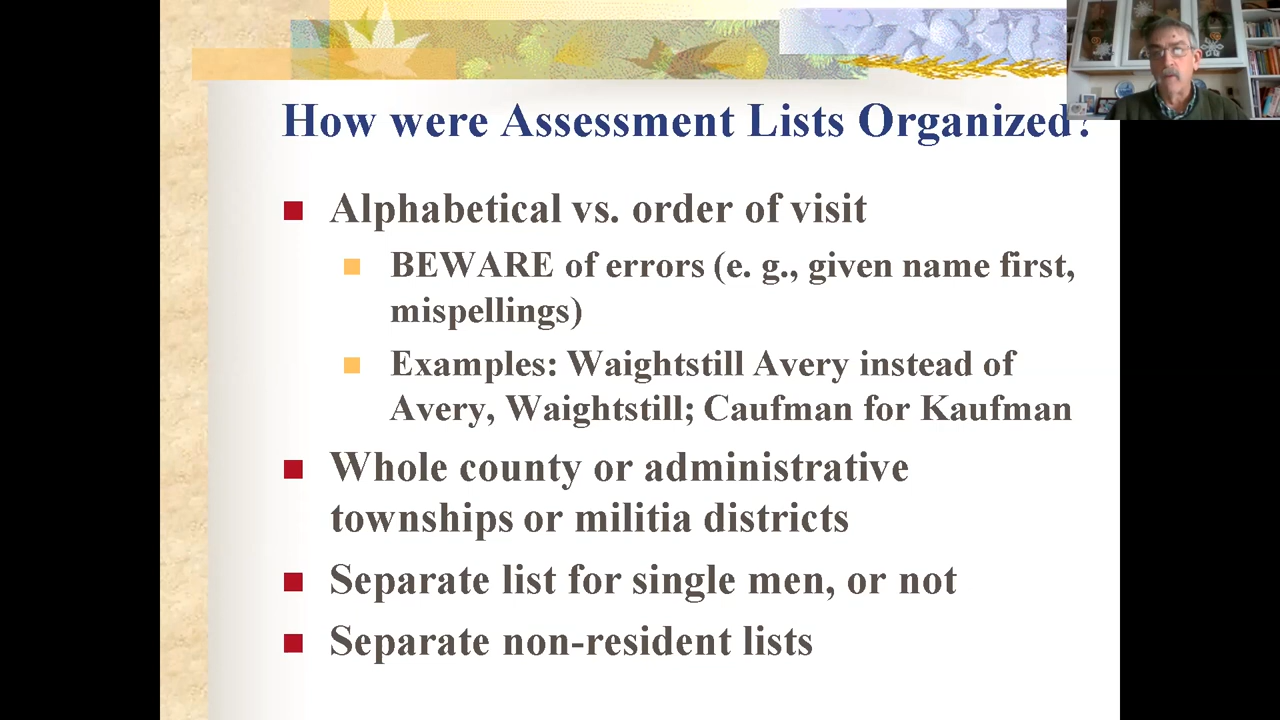 How were Assessment Lists Organized?
Alphabetical vs. order of visit
BEWARE of errors (e. g., given name first,
mispellings)
Examples: Waightstill Avery instead of
Avery, Waightstill; Caufman for Kaufman
Whole county or administrative
townships or militia districts
Separate list for single men, or not
Separate non-resident lists